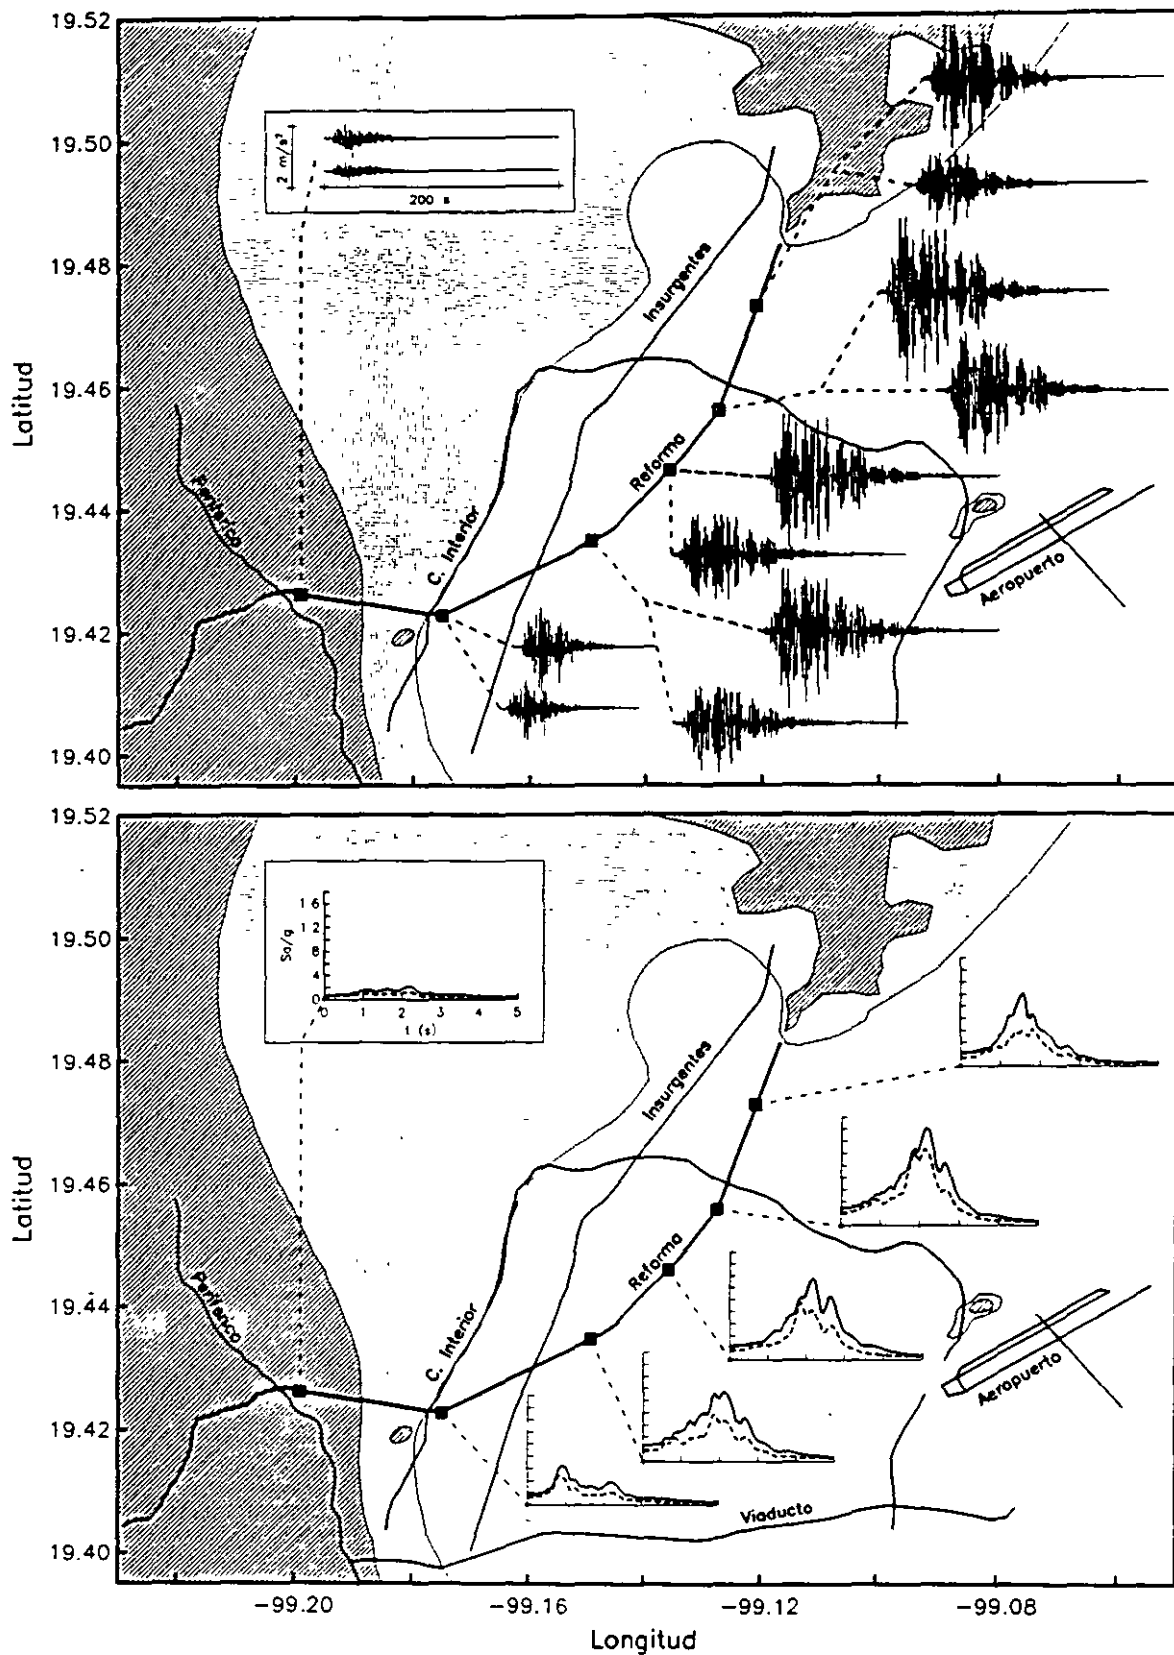 19.52
19.50
19.48
19.46
19.44
19.42
19.40
Latitud
2 m/s²
200 s
Insurgentes
Reforma
C. Interior
Periferico
Aeropuerto
19.52
19.50
19.48
19.46
19.44
19.42
19.40
Latitud
Sa/g
16
12
8
4
0
0 1 2 3 4 5
t (s)
Insurgentes
Reforma
C. Interior
Periferico
Aeropuerto
Viaducto
-99.20 -99.16 -99.12 -99.08
Longitud